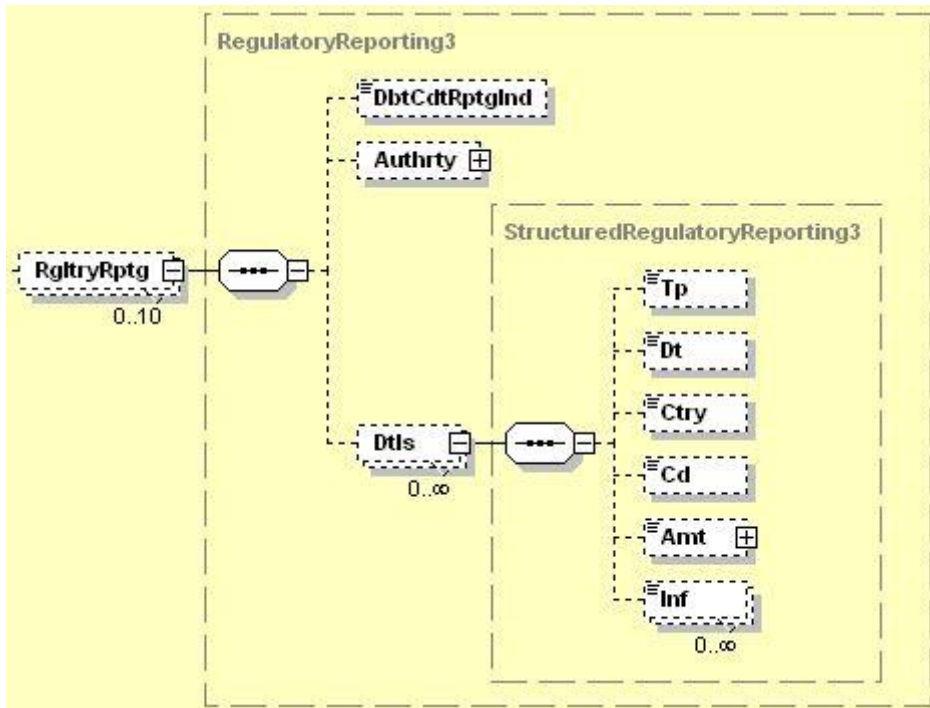 RegulatoryReporting3
DbtCdtRptgInd
Authrty
StructuredRegulatoryReporting3
RgltryRptg
0..10
Tp
Dt
Ctry
Dtls
0..∞
Cd
Amt
Inf
0..∞